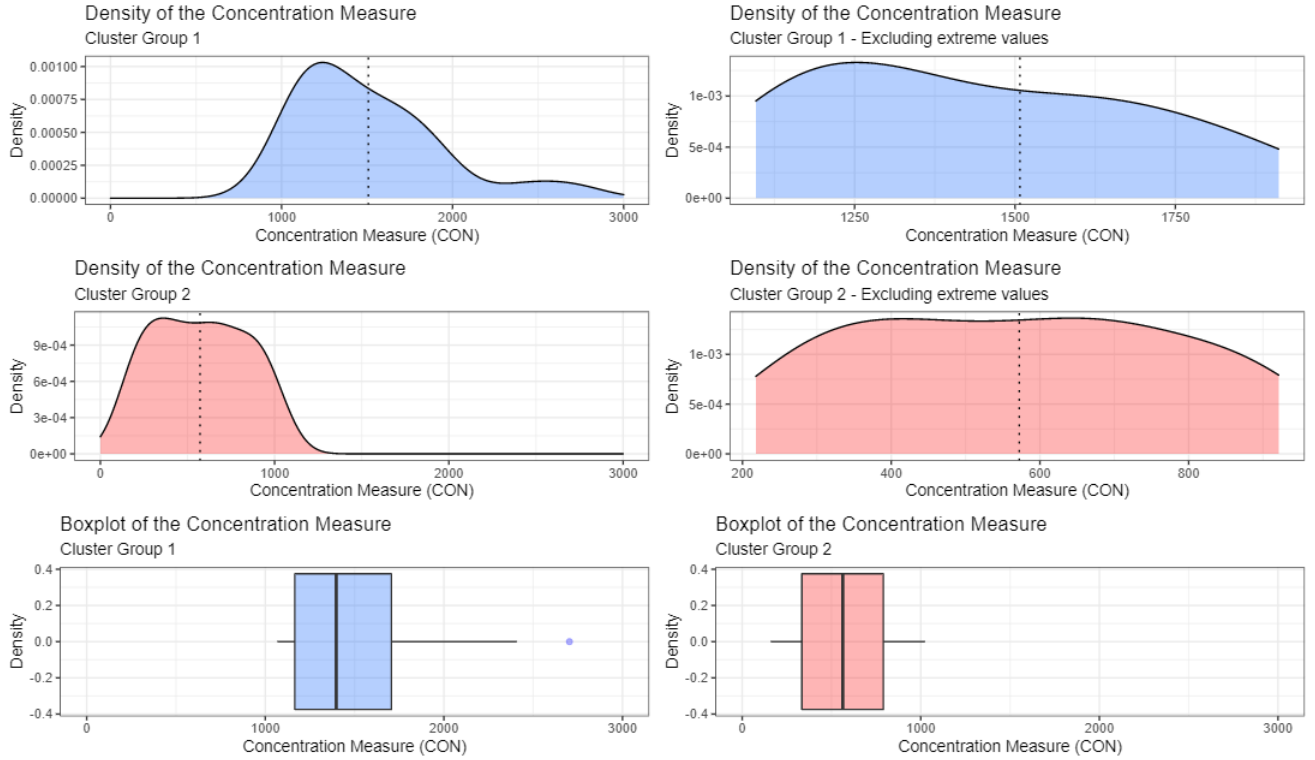 Density of the Concentration Measure
Cluster Group 1
0.00100
0.00075
0.00050
0.00025
0.00000
Density
0 1000 2000 3000
Concentration Measure (CON)
Density of the Concentration Measure
Cluster Group 1 - Excluding extreme values
1e-03
5e-04
0e+00
Density
1250 1500 1750
Concentration Measure (CON)
Density of the Concentration Measure
Cluster Group 2
9e-04
6e-04
3e-04
0e+00
Density
0 1000 2000 3000
Concentration Measure (CON)
Density of the Concentration Measure
Cluster Group 2 - Excluding extreme values
1e-03
5e-04
0e+00
Density
200 400 600 800
Concentration Measure (CON)
Boxplot of the Concentration Measure
Cluster Group 1
0.4
0.2
0.0
-0.2
-0.4
Density
0 1000 2000 3000
Concentration Measure (CON)
Boxplot of the Concentration Measure
Cluster Group 2
0.4
0.2
0.0
-0.2
-0.4
Density
0 1000 2000 3000
Concentration Measure (CON)